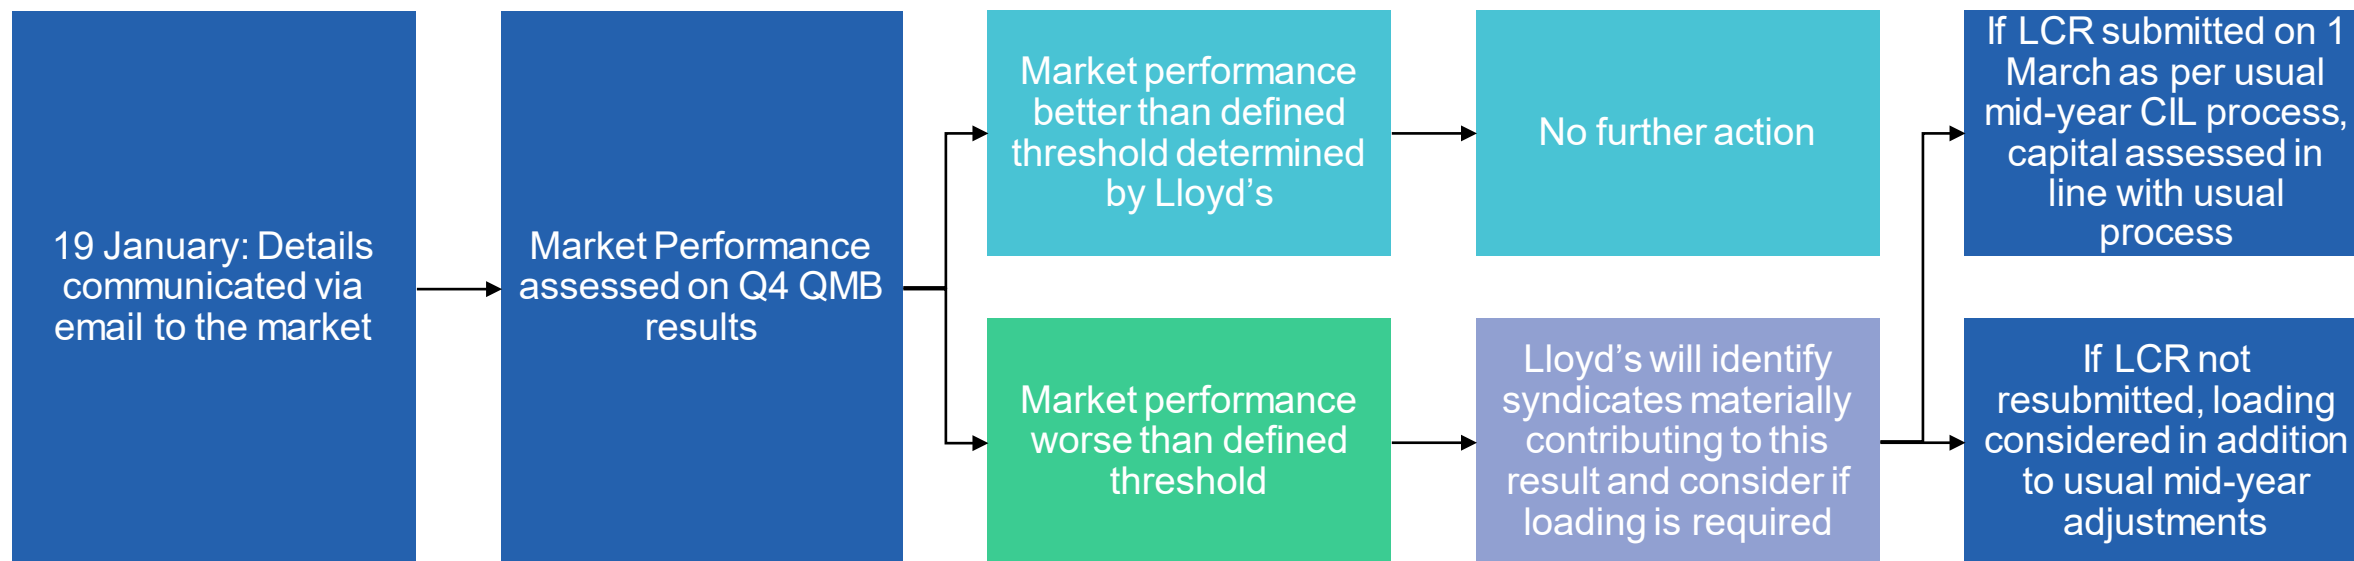 19 January: Details
communicated via
email to the market
Market Performance
assessed on Q4 QMB
results
Market performance
better than defined
threshold determined
by Lloyd’s
No further action
Market performance
worse than defined
threshold
Lloyd’s will identify
syndicates materially
contributing to this
result and consider if
loading is required
If LCR submitted on 1
March as per usual
mid-year CIL process,
capital assessed in
line with usual
process
If LCR not
resubmitted, loading
considered in addition
to usual mid-year
adjustments